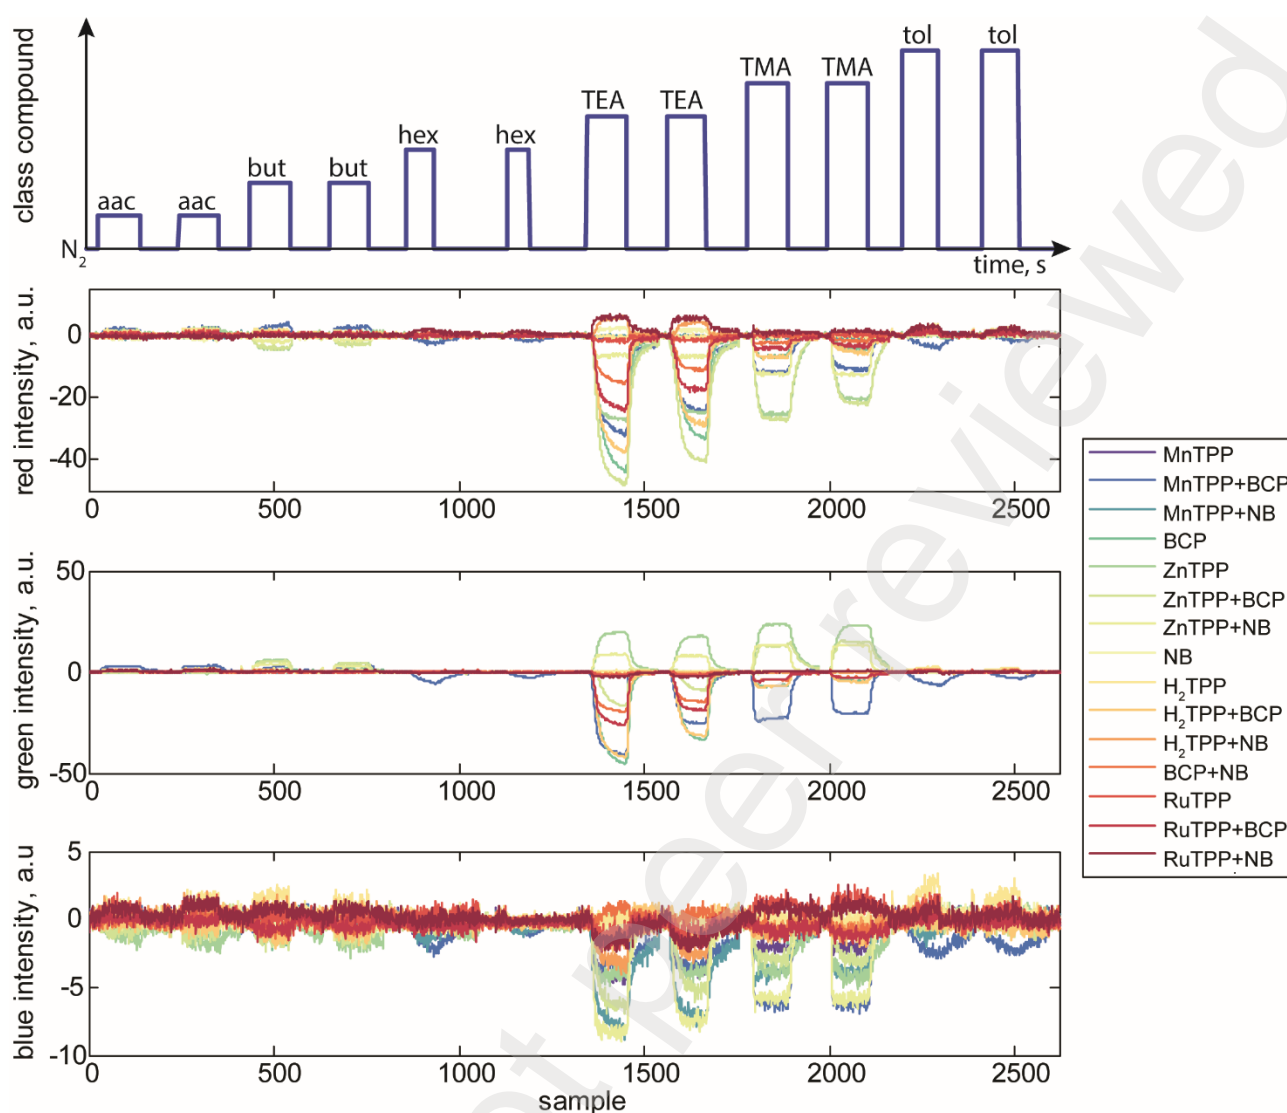 class compound
aac
aac
but
but
hex
hex
TEA
TEA
TMA
TMA
tol
tol
N2
time, s
red intensity, a.u.
0
-20
-40
0
500
1000
1500
2000
2500
green intensity, a.u.
50
0
-50
0
500
1000
1500
2000
2500
blue intensity, a.u
5
0
-5
-10
0
500
1000
1500
2000
2500
sample
MnTPP
MnTPP+BCP
MnTPP+NB
BCP
ZnTPP
ZnTPP+BCP
ZnTPP+NB
NB
H2TPP
H2TPP+BCP
H2TPP+NB
BCP+NB
RuTPP
RuTPP+BCP
RuTPP+NB
ot peer reviewed